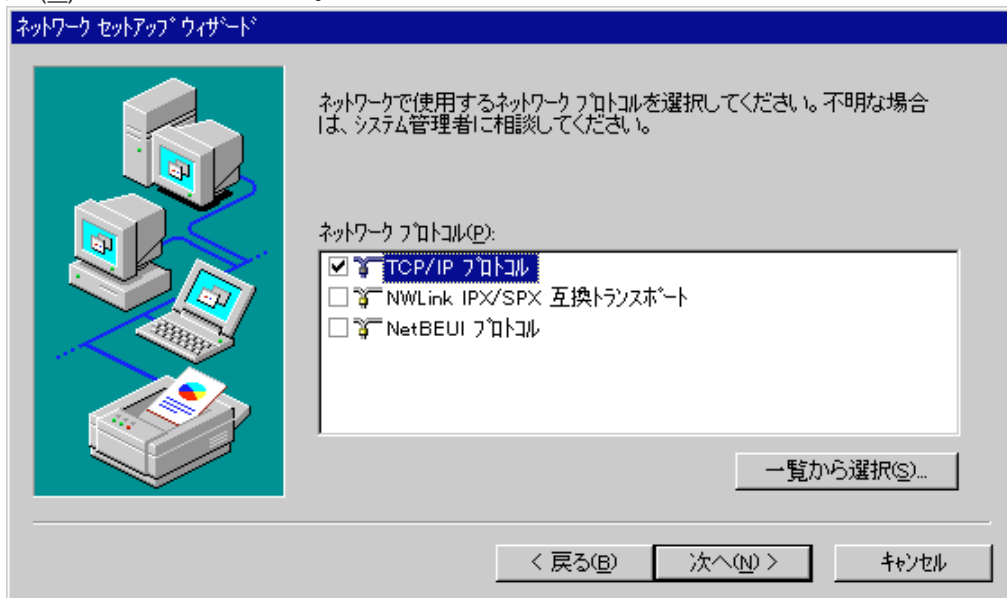 ネットワーク セットアップ ウィザード
ネットワークで使用するネットワーク プロトコルを選択してください。不明な場合
は、システム管理者に相談してください。
ネットワーク プロトコル(P):
TCP/IP プロトコル
NWLink IPX/SPX 互換トランスポート
NetBEUI プロトコル
一覧から選択(S)...
< 戻る(B)
次へ(N) >
キャンセル